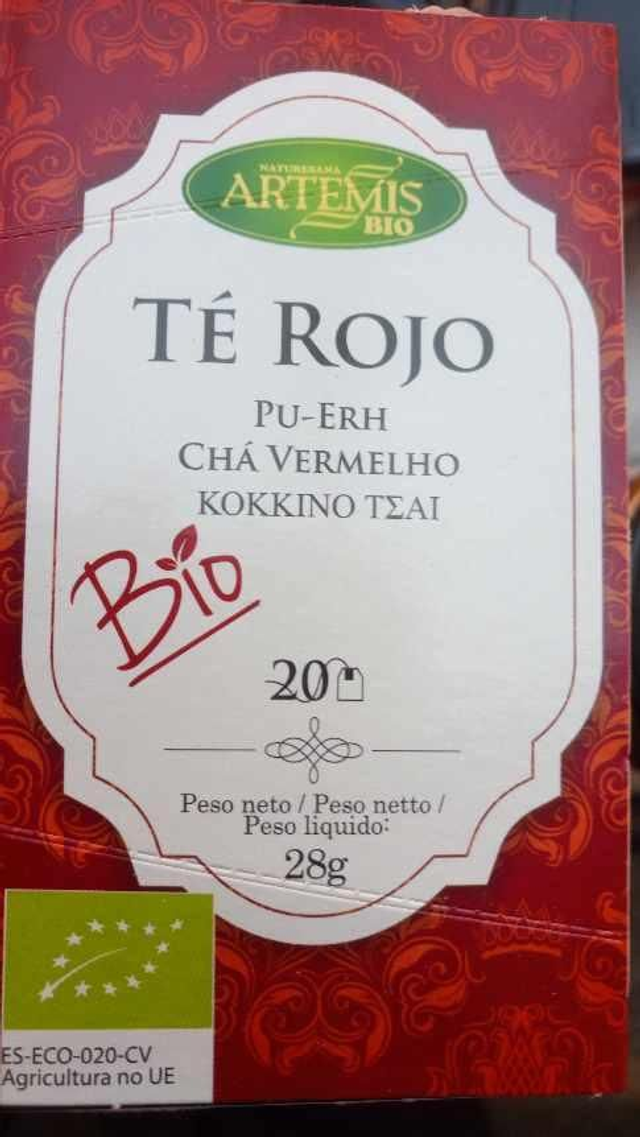 NATURESANA
ARTEMIS
BIO
TÉ ROJO
PU-ERH
CHÁ VERMELHO
ΚΟΚΚΙΝΟ ΤΣΑΙ
Bio
20
Peso neto / Peso netto /
Peso liquido:
28g
ES-ECO-020-CV
Agricultura no UE